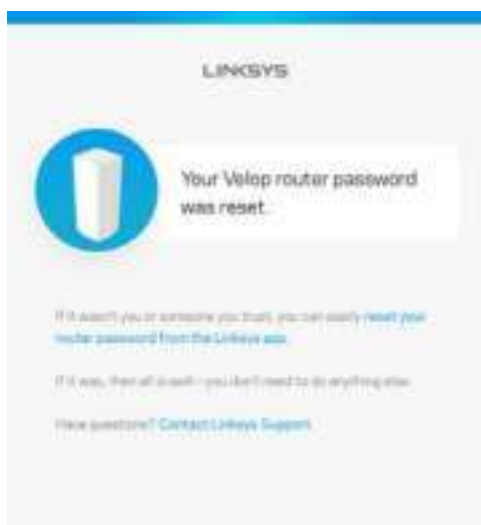 LINKSYS
Your Velop router password
was reset.
If it wasn't you or someone you trust, you can easily reset your
router password from the Linksys app.
If it was, then all is well - you don't need to do anything else.
Have questions? Contact Linksys Support